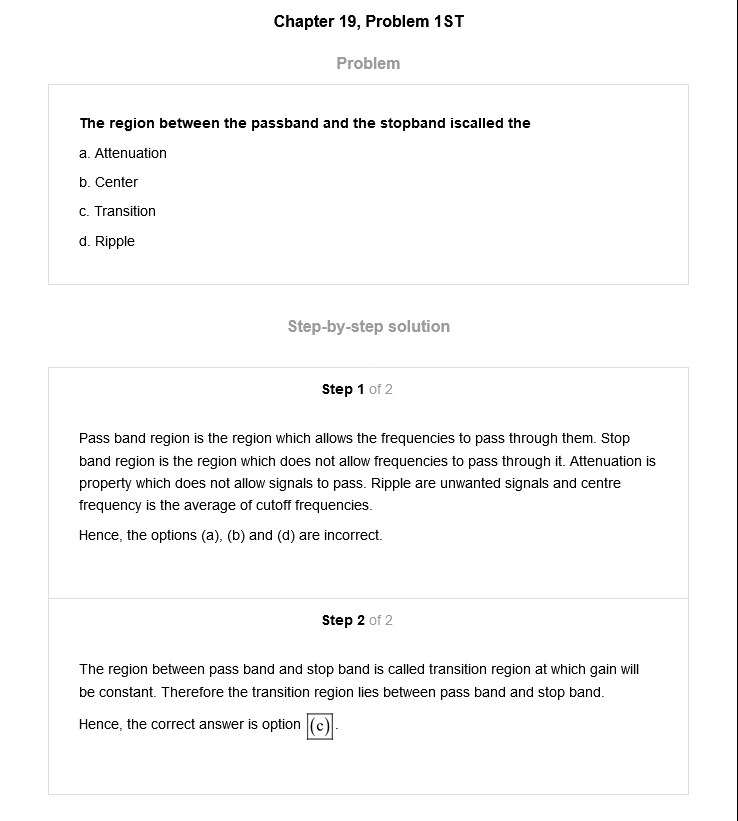 Chapter 19, Problem 1ST
Problem
The region between the passband and the stopband iscalled the
a. Attenuation
b. Center
c. Transition
d. Ripple
Step-by-step solution
Step 1 of 2
Pass band region is the region which allows the frequencies to pass through them. Stop
band region is the region which does not allow frequencies to pass through it. Attenuation is
property which does not allow signals to pass. Ripple are unwanted signals and centre
frequency is the average of cutoff frequencies.
Hence, the options (a), (b) and (d) are incorrect.
Step 2 of 2
The region between pass band and stop band is called transition region at which gain will
be constant. Therefore the transition region lies between pass band and stop band.
Hence, the correct answer is option (c).